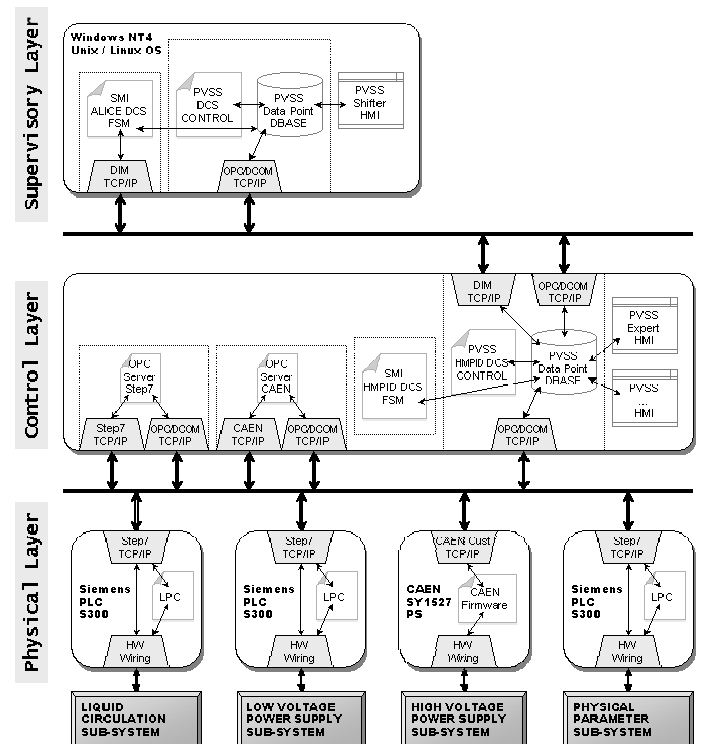 Supervisory Layer
Windows NT4
Unix / Linux OS
SMI
ALICE DCS
FSM
PVSS
DCS
CONTROL
PVSS
Data Point
DBASE
PVSS
Shifter
HMI
DIM
TCP/IP
OPC/DCOM
TCP/IP
Control Layer
DIM
TCP/IP
OPC/DCOM
TCP/IP
OPC
Server
Step7
OPC
Server
CAEN
SMI
HMPID DCS
FSM
PVSS
HMPID DCS
CONTROL
PVSS
Data Point
DBASE
PVSS
Expert
HMI
PVSS
...
HMI
Step7
TCP/IP
OPC/DCOM
TCP/IP
CAEN
TCP/IP
OPC/DCOM
TCP/IP
OPC/DCOM
TCP/IP
Physical Layer
Step7
TCP/IP
Siemens
PLC
S300
LPC
HW
Wiring
Step7
TCP/IP
Siemens
PLC
S300
LPC
HW
Wiring
CAEN Cust
TCP/IP
CAEN
SY1527
PS
CAEN
Firmware
HW
Wiring
Step7
TCP/IP
Siemens
PLC
S300
LPC
HW
Wiring
LIQUID
CIRCULATION
SUB-SYSTEM
LOW VOLTAGE
POWER SUPPLY
SUB-SYSTEM
HIGH VOLTAGE
POWER SUPPLY
SUB-SYSTEM
PHYSICAL
PARAMETER
SUB-SYSTEM